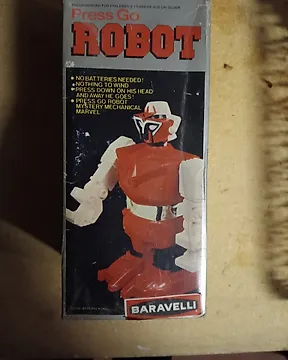 Press Go
ROBOT
• NO BATTERIES NEEDED!
• NOTHING TO WIND
• PRESS DOWN ON HIS HEAD
AND AWAY HE GOES!
• PRESS GO ROBOT
MYSTERY MECHANICAL
MARVEL
BARAVELLI